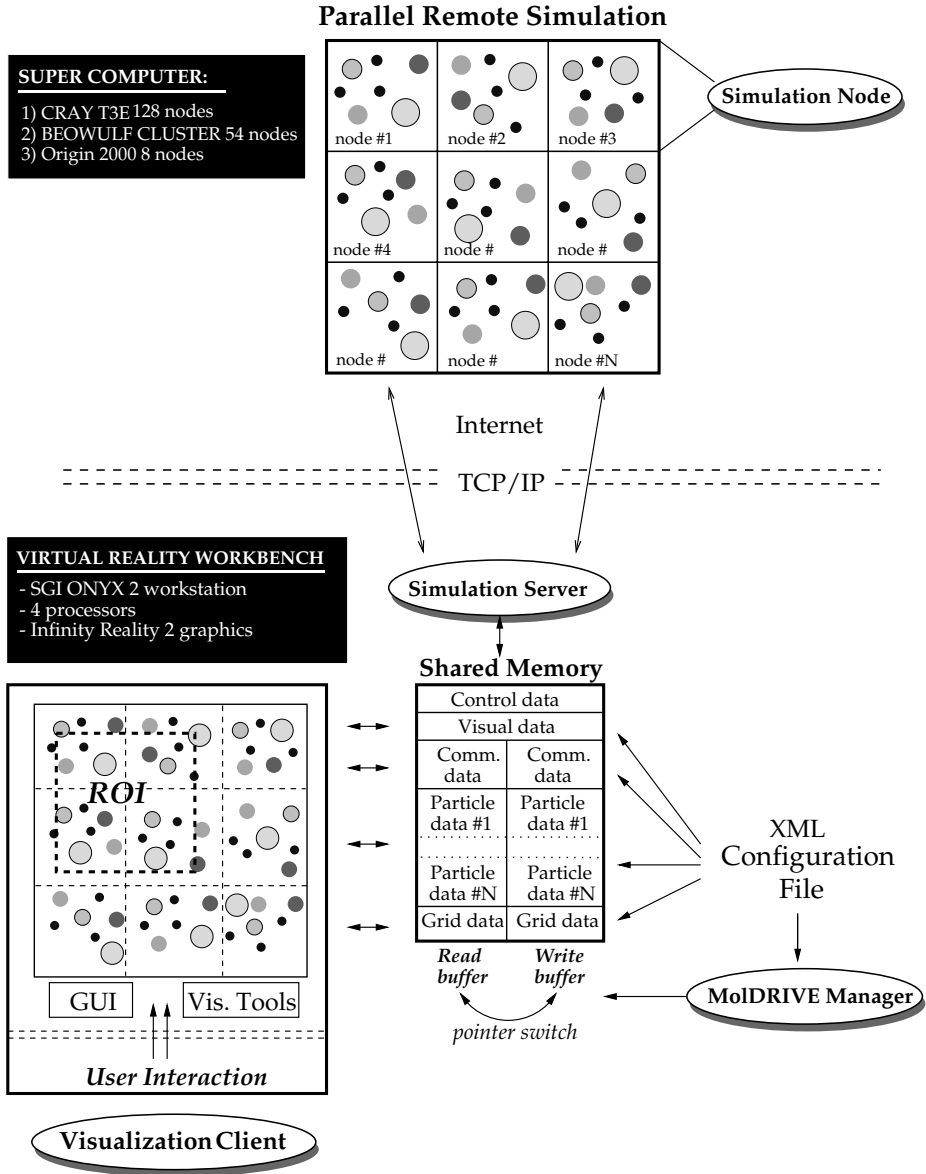 Parallel Remote Simulation
SUPER COMPUTER:
1) CRAY T3E 128 nodes
2) BEOWULF CLUSTER 54 nodes
3) Origin 2000 8 nodes
node #1
node #2
node #3
Simulation Node
node #4
node #
node #
node #
node #
node #N
Internet
TCP/IP
VIRTUAL REALITY WORKBENCH
- SGI ONYX 2 workstation
- 4 processors
- Infinity Reality 2 graphics
Simulation Server
Shared Memory
Control data
Visual data
Comm.
data
Comm.
data
Particle
data #1
Particle
data #1
Particle
data #N
Particle
data #N
Grid data
Grid data
Read
buffer
Write
buffer
pointer switch
ROI
GUI
Vis. Tools
User Interaction
Visualization Client
XML
Configuration
File
MolDRIVE Manager